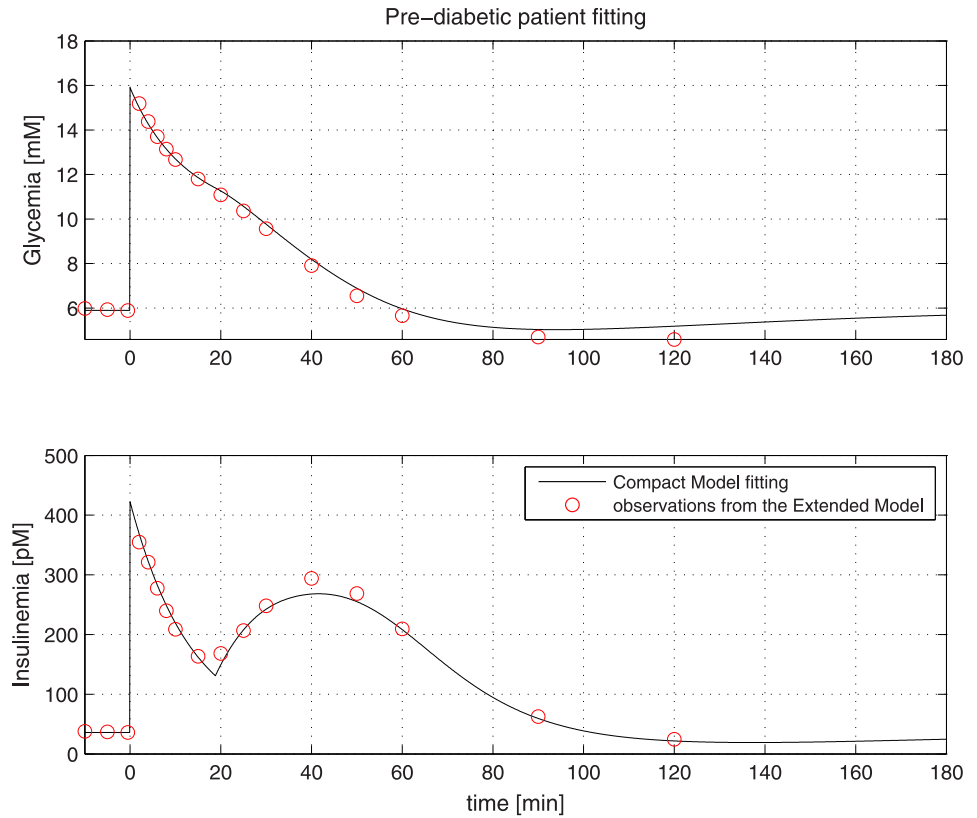 Pre-diabetic patient fitting
Glycemia [mM]
18
16
14
12
10
8
6
0 20 40 60 80 100 120 140 160 180
Insulinemia [pM]
500
400
300
200
100
0
Compact Model fitting
observations from the Extended Model
0 20 40 60 80 100 120 140 160 180
time [min]